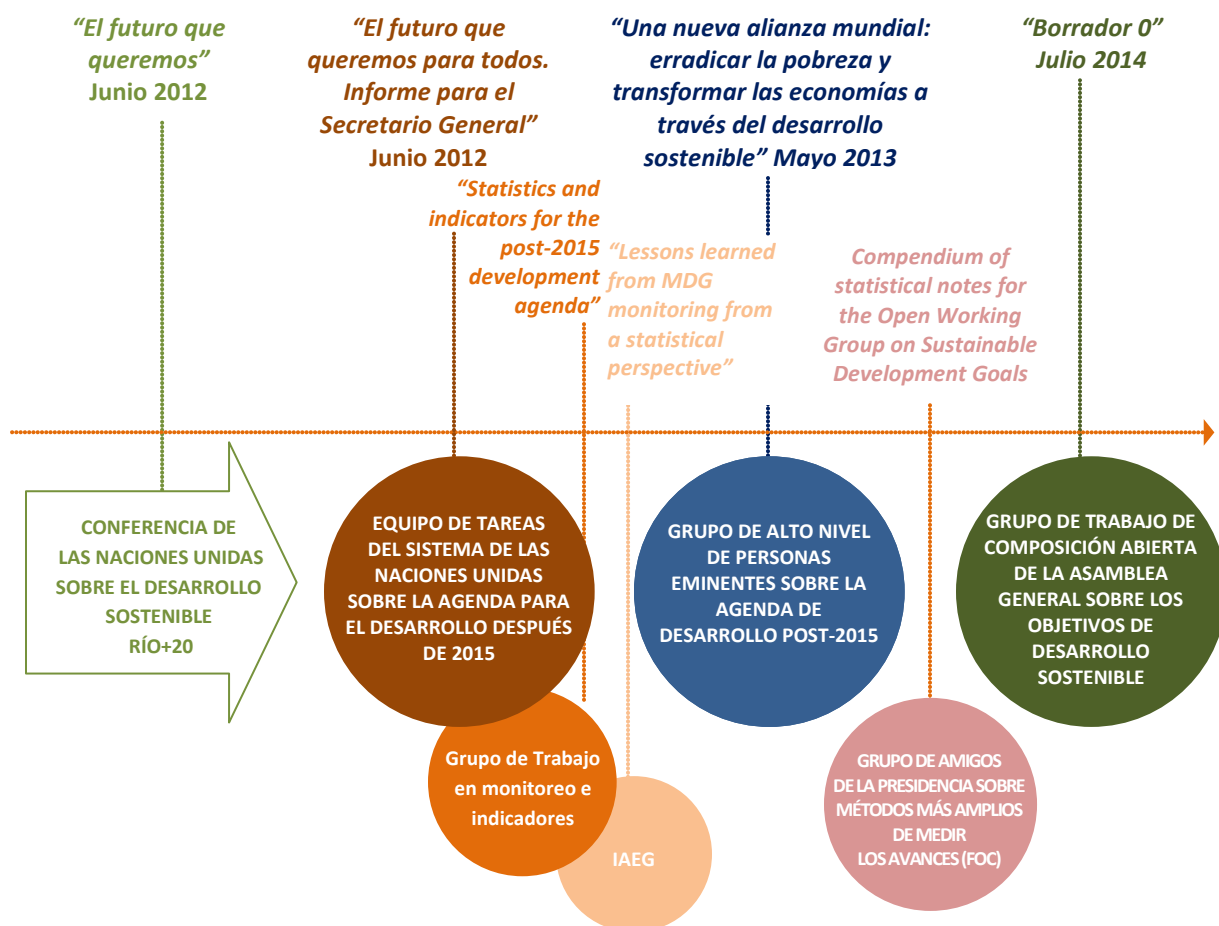 “El futuro que
queremos”
Junio 2012
“El futuro que
queremos para todos.
Informe para el
Secretario General”
Junio 2012
“Una nueva alianza mundial:
erradicar la pobreza y
transformar las economías a
través del desarrollo
sostenible” Mayo 2013
“Borrador 0”
Julio 2014
“Statistics and
indicators for the
post-2015
development
agenda”
“Lessons learned
from MDG
monitoring from
a statistical
perspective”
Compendium of
statistical notes for
the Open Working
Group on Sustainable
Development Goals
CONFERENCIA DE
LAS NACIONES UNIDAS
SOBRE EL DESARROLLO
SOSTENIBLE
RÍO+20
EQUIPO DE TAREAS
DEL SISTEMA DE LAS
NACIONES UNIDAS
SOBRE LA AGENDA PARA
EL DESARROLLO DESPUÉS
DE 2015
GRUPO DE ALTO NIVEL
DE PERSONAS
EMINENTES SOBRE LA
AGENDA DE
DESARROLLO POST-2015
GRUPO DE TRABAJO DE
COMPOSICIÓN ABIERTA
DE LA ASAMBLEA
GENERAL SOBRE LOS
OBJETIVOS DE
DESARROLLO
SOSTENIBLE
Grupo de Trabajo
en monitoreo e
indicadores
IAEG
GRUPO DE AMIGOS
DE LA PRESIDENCIA SOBRE
MÉTODOS MÁS AMPLIOS
DE MEDIR
LOS AVANCES (FOC)